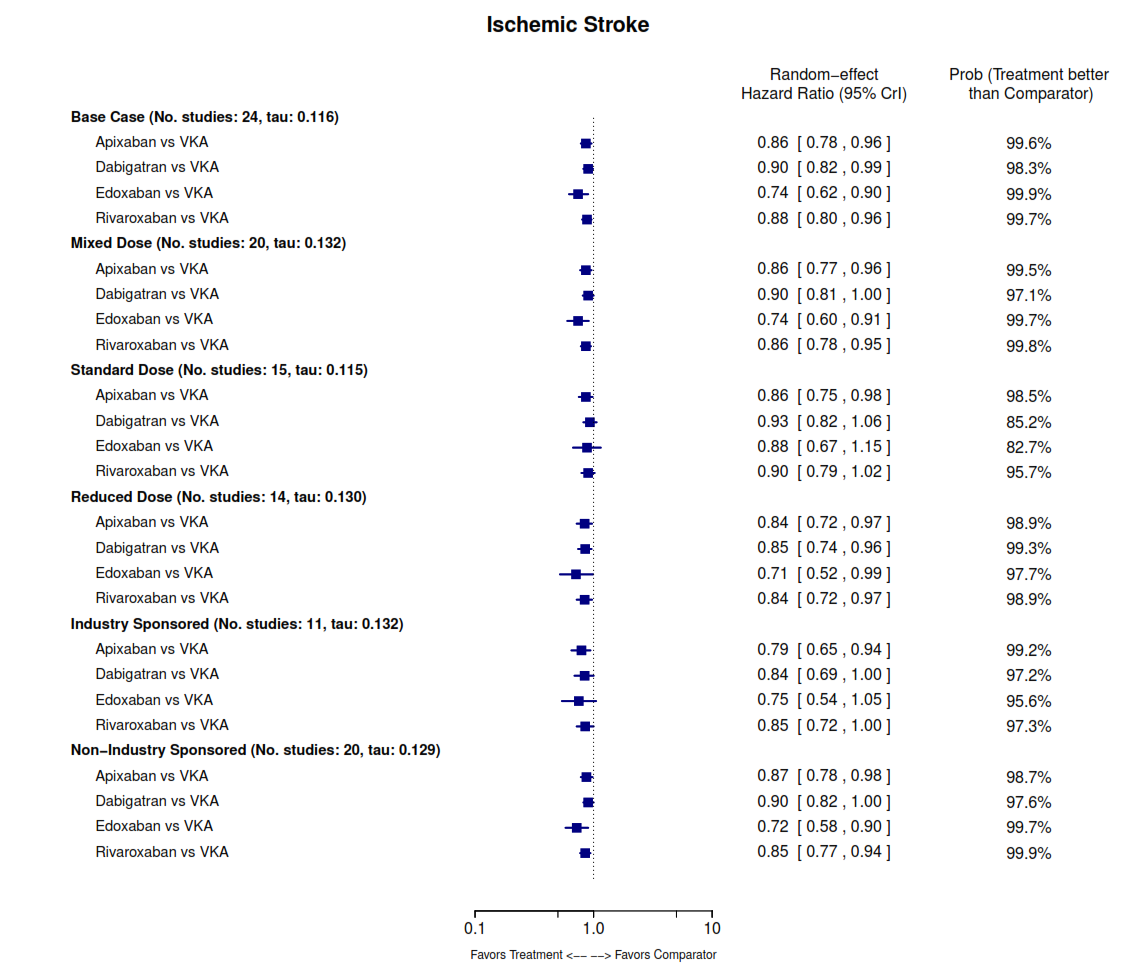 Ischemic Stroke
Random−effect Prob (Treatment better
Hazard Ratio (95% CrI) than Comparator)
Base Case (No. studies: 24, tau: 0.116)
Apixaban vs VKA 0.86 [ 0.78 , 0.96 ] 99.6%
Dabigatran vs VKA 0.90 [ 0.82 , 0.99 ] 98.3%
Edoxaban vs VKA 0.74 [ 0.62 , 0.90 ] 99.9%
Rivaroxaban vs VKA 0.88 [ 0.80 , 0.96 ] 99.7%
Mixed Dose (No. studies: 20, tau: 0.132)
Apixaban vs VKA 0.86 [ 0.77 , 0.96 ] 99.5%
Dabigatran vs VKA 0.90 [ 0.81 , 1.00 ] 97.1%
Edoxaban vs VKA 0.74 [ 0.60 , 0.91 ] 99.7%
Rivaroxaban vs VKA 0.86 [ 0.78 , 0.95 ] 99.8%
Standard Dose (No. studies: 15, tau: 0.115)
Apixaban vs VKA 0.86 [ 0.75 , 0.98 ] 98.5%
Dabigatran vs VKA 0.93 [ 0.82 , 1.06 ] 85.2%
Edoxaban vs VKA 0.88 [ 0.67 , 1.15 ] 82.7%
Rivaroxaban vs VKA 0.90 [ 0.79 , 1.02 ] 95.7%
Reduced Dose (No. studies: 14, tau: 0.130)
Apixaban vs VKA 0.84 [ 0.72 , 0.97 ] 98.9%
Dabigatran vs VKA 0.85 [ 0.74 , 0.96 ] 99.3%
Edoxaban vs VKA 0.71 [ 0.52 , 0.99 ] 97.7%
Rivaroxaban vs VKA 0.84 [ 0.72 , 0.97 ] 98.9%
Industry Sponsored (No. studies: 11, tau: 0.132)
Apixaban vs VKA 0.79 [ 0.65 , 0.94 ] 99.2%
Dabigatran vs VKA 0.84 [ 0.69 , 1.00 ] 97.2%
Edoxaban vs VKA 0.75 [ 0.54 , 1.05 ] 95.6%
Rivaroxaban vs VKA 0.85 [ 0.72 , 1.00 ] 97.3%
Non−Industry Sponsored (No. studies: 20, tau: 0.129)
Apixaban vs VKA 0.87 [ 0.78 , 0.98 ] 98.7%
Dabigatran vs VKA 0.90 [ 0.82 , 1.00 ] 97.6%
Edoxaban vs VKA 0.72 [ 0.58 , 0.90 ] 99.7%
Rivaroxaban vs VKA 0.85 [ 0.77 , 0.94 ] 99.9%
0.1 1.0 10
Favors Treatment <−− −−> Favors Comparator